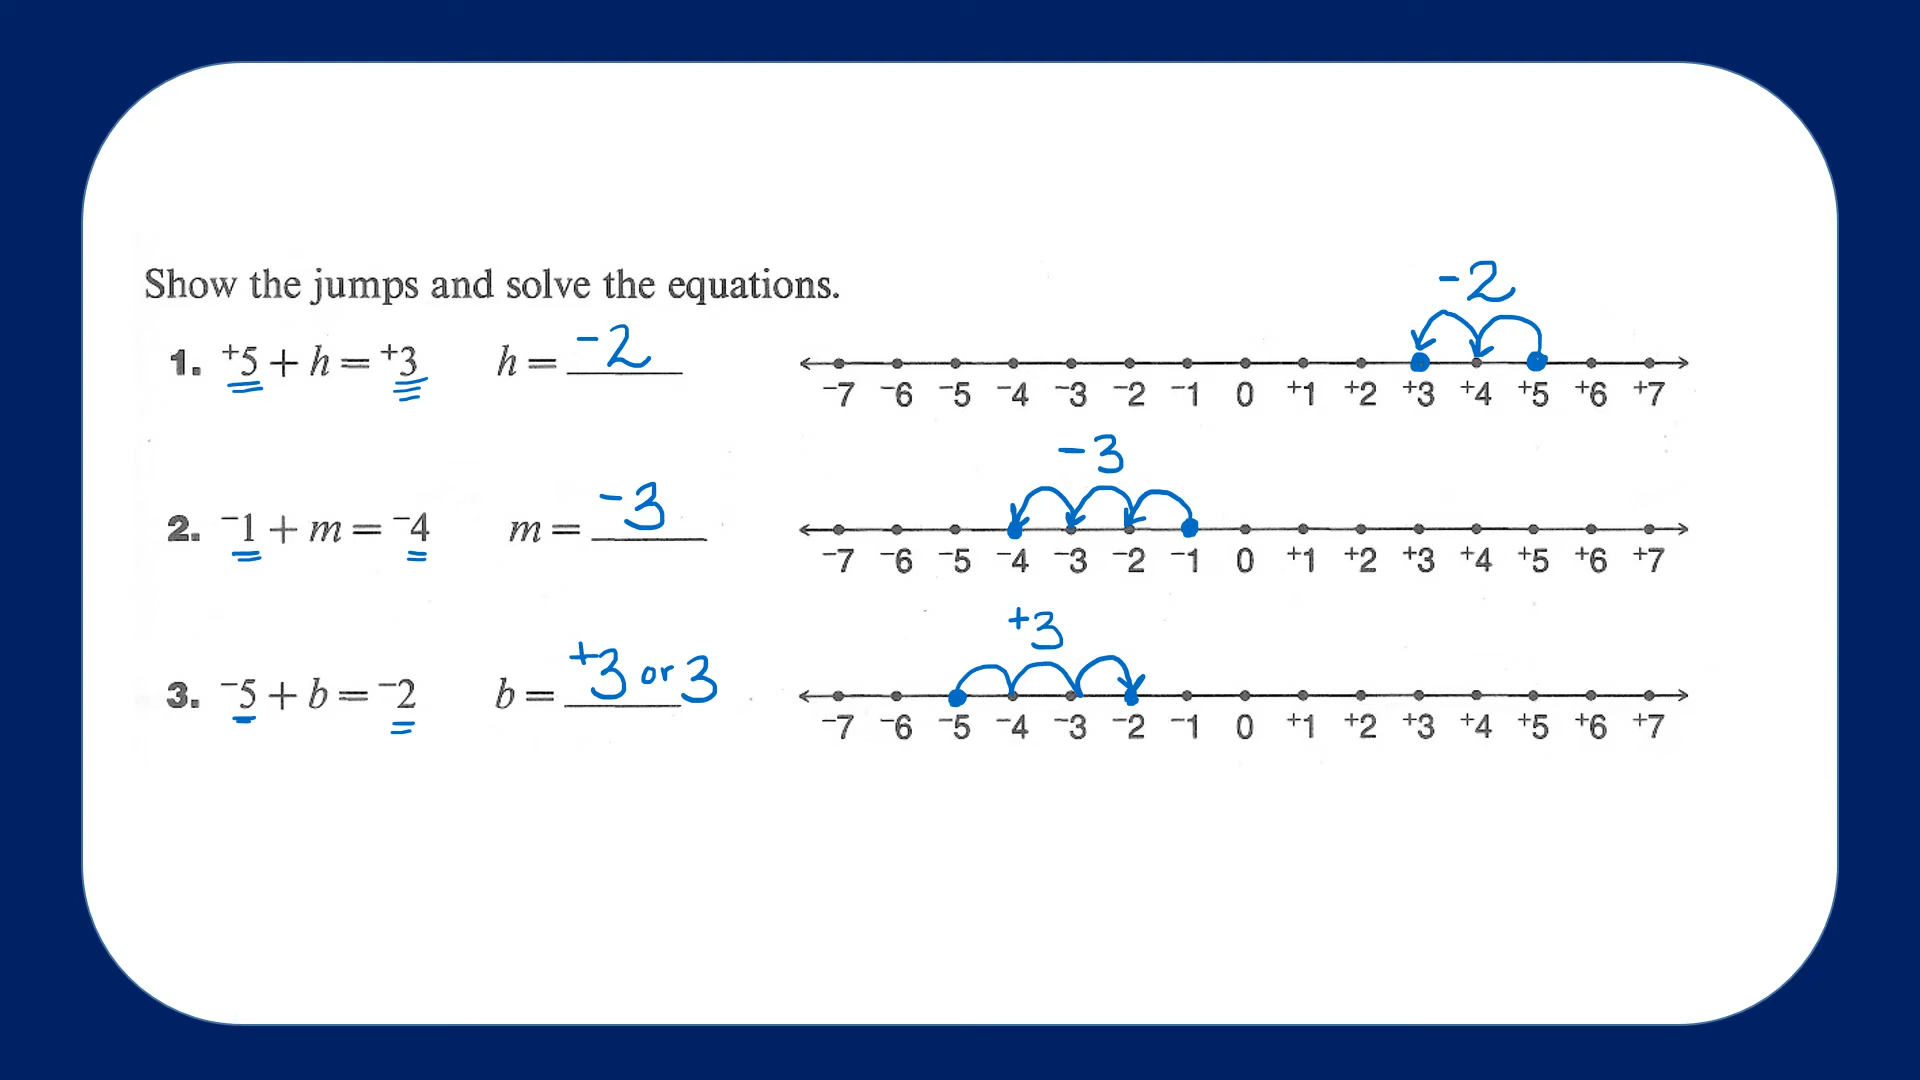 Show the jumps and solve the equations.
-2
1. ⁺5 + h = ⁺3 h = -2
⁻7 ⁻6 ⁻5 ⁻4 ⁻3 ⁻2 ⁻1 0 ⁺1 ⁺2 ⁺3 ⁺4 ⁺5 ⁺6 ⁺7
-3
2. ⁻1 + m = ⁻4 m = -3
⁻7 ⁻6 ⁻5 ⁻4 ⁻3 ⁻2 ⁻1 0 ⁺1 ⁺2 ⁺3 ⁺4 ⁺5 ⁺6 ⁺7
+3
3. ⁻5 + b = ⁻2 b = +3 or 3
⁻7 ⁻6 ⁻5 ⁻4 ⁻3 ⁻2 ⁻1 0 ⁺1 ⁺2 ⁺3 ⁺4 ⁺5 ⁺6 ⁺7